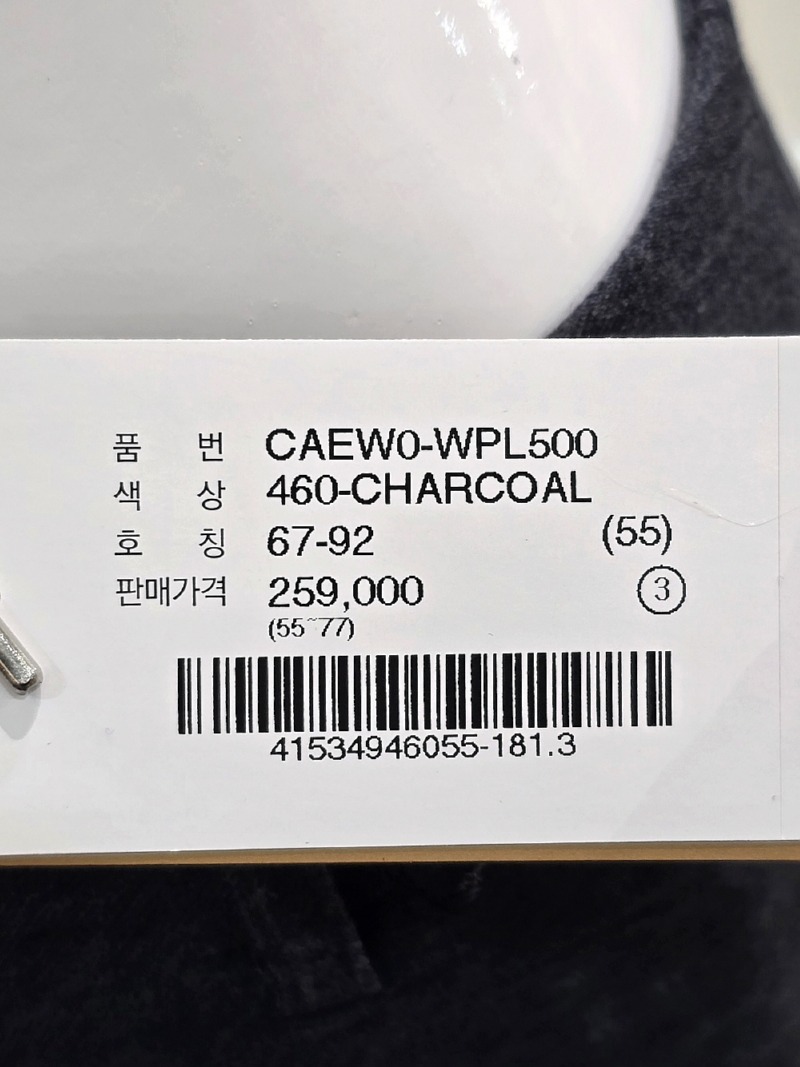 품 번 CAEW0-WPL500
색 상 460-CHARCOAL
호 칭 67-92 (55)
판매가격 259,000 ③
(55~77)
41534946055-181.3